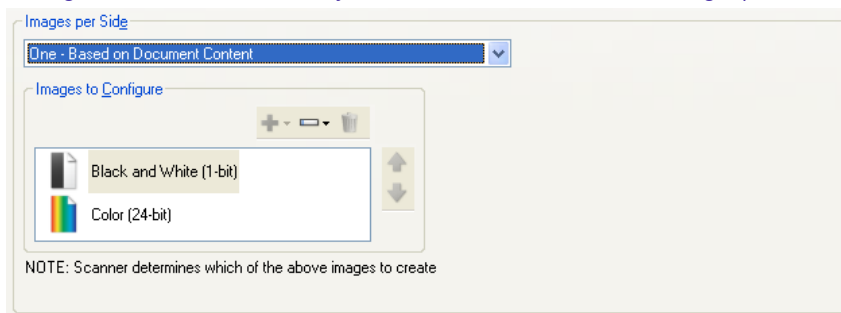 Images per Side
One - Based on Document Content
Images to Configure
Black and White (1-bit)
Color (24-bit)
NOTE: Scanner determines which of the above images to create